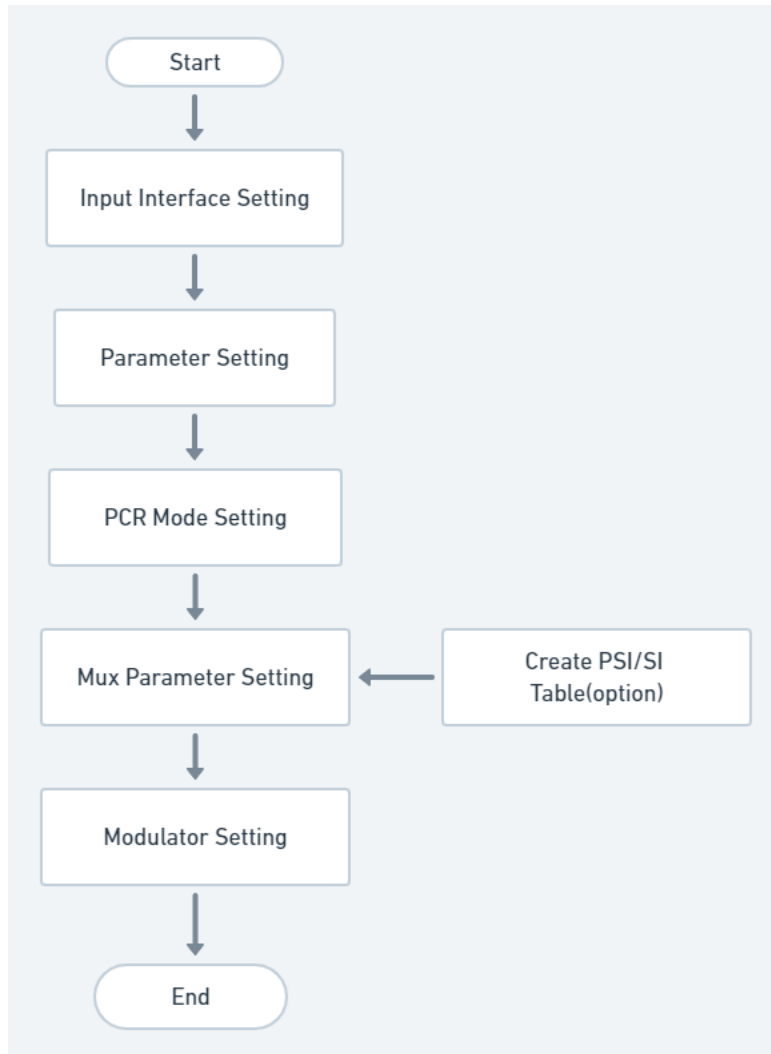 Start
Input Interface Setting
Parameter Setting
PCR Mode Setting
Mux Parameter Setting
Create PSI/SI
Table(option)
Modulator Setting
End